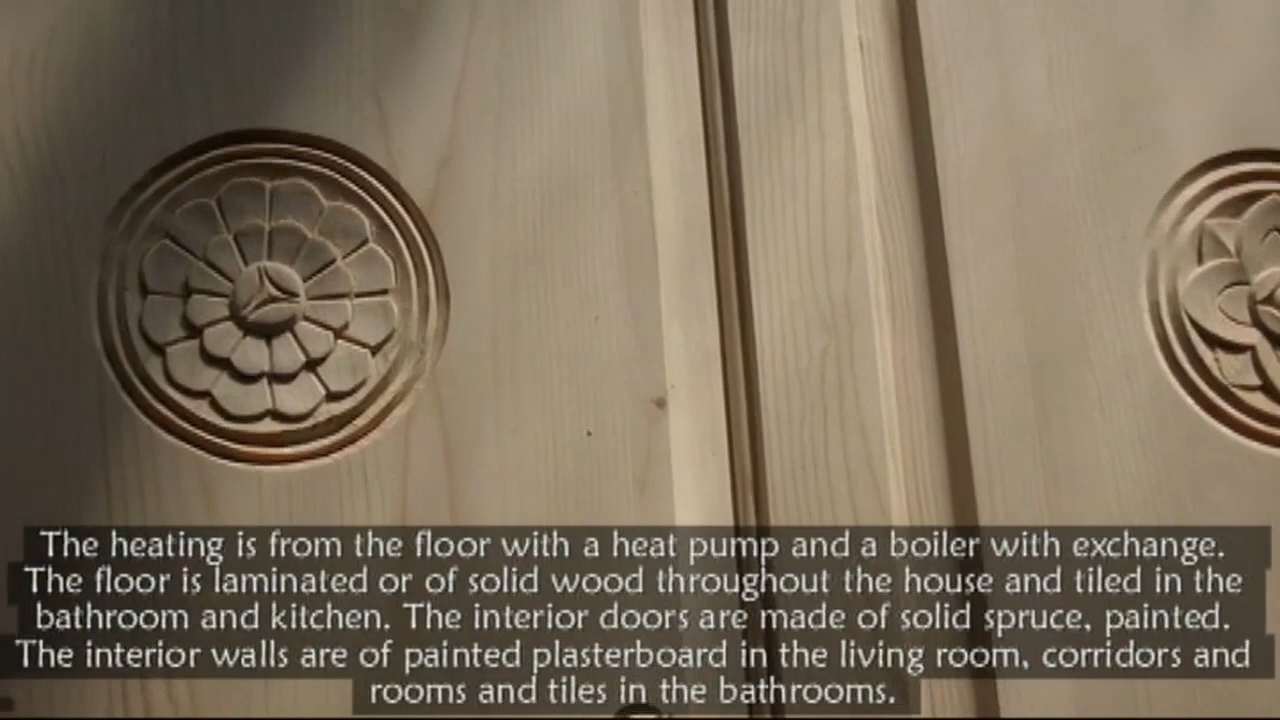 The heating is from the floor with a heat pump and a boiler with exchange.
The floor is laminated or of solid wood throughout the house and tiled in the
bathroom and kitchen. The interior doors are made of solid spruce, painted.
The interior walls are of painted plasterboard in the living room, corridors and
rooms and tiles in the bathrooms.